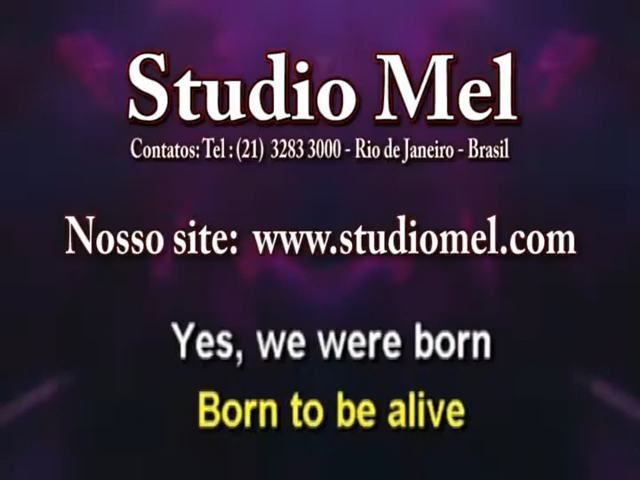 Studio Mel
Contatos: Tel : (21) 3283 3000 - Rio de Janeiro - Brasil
Nosso site: www.studiomel.com
Yes, we were born
Born to be alive